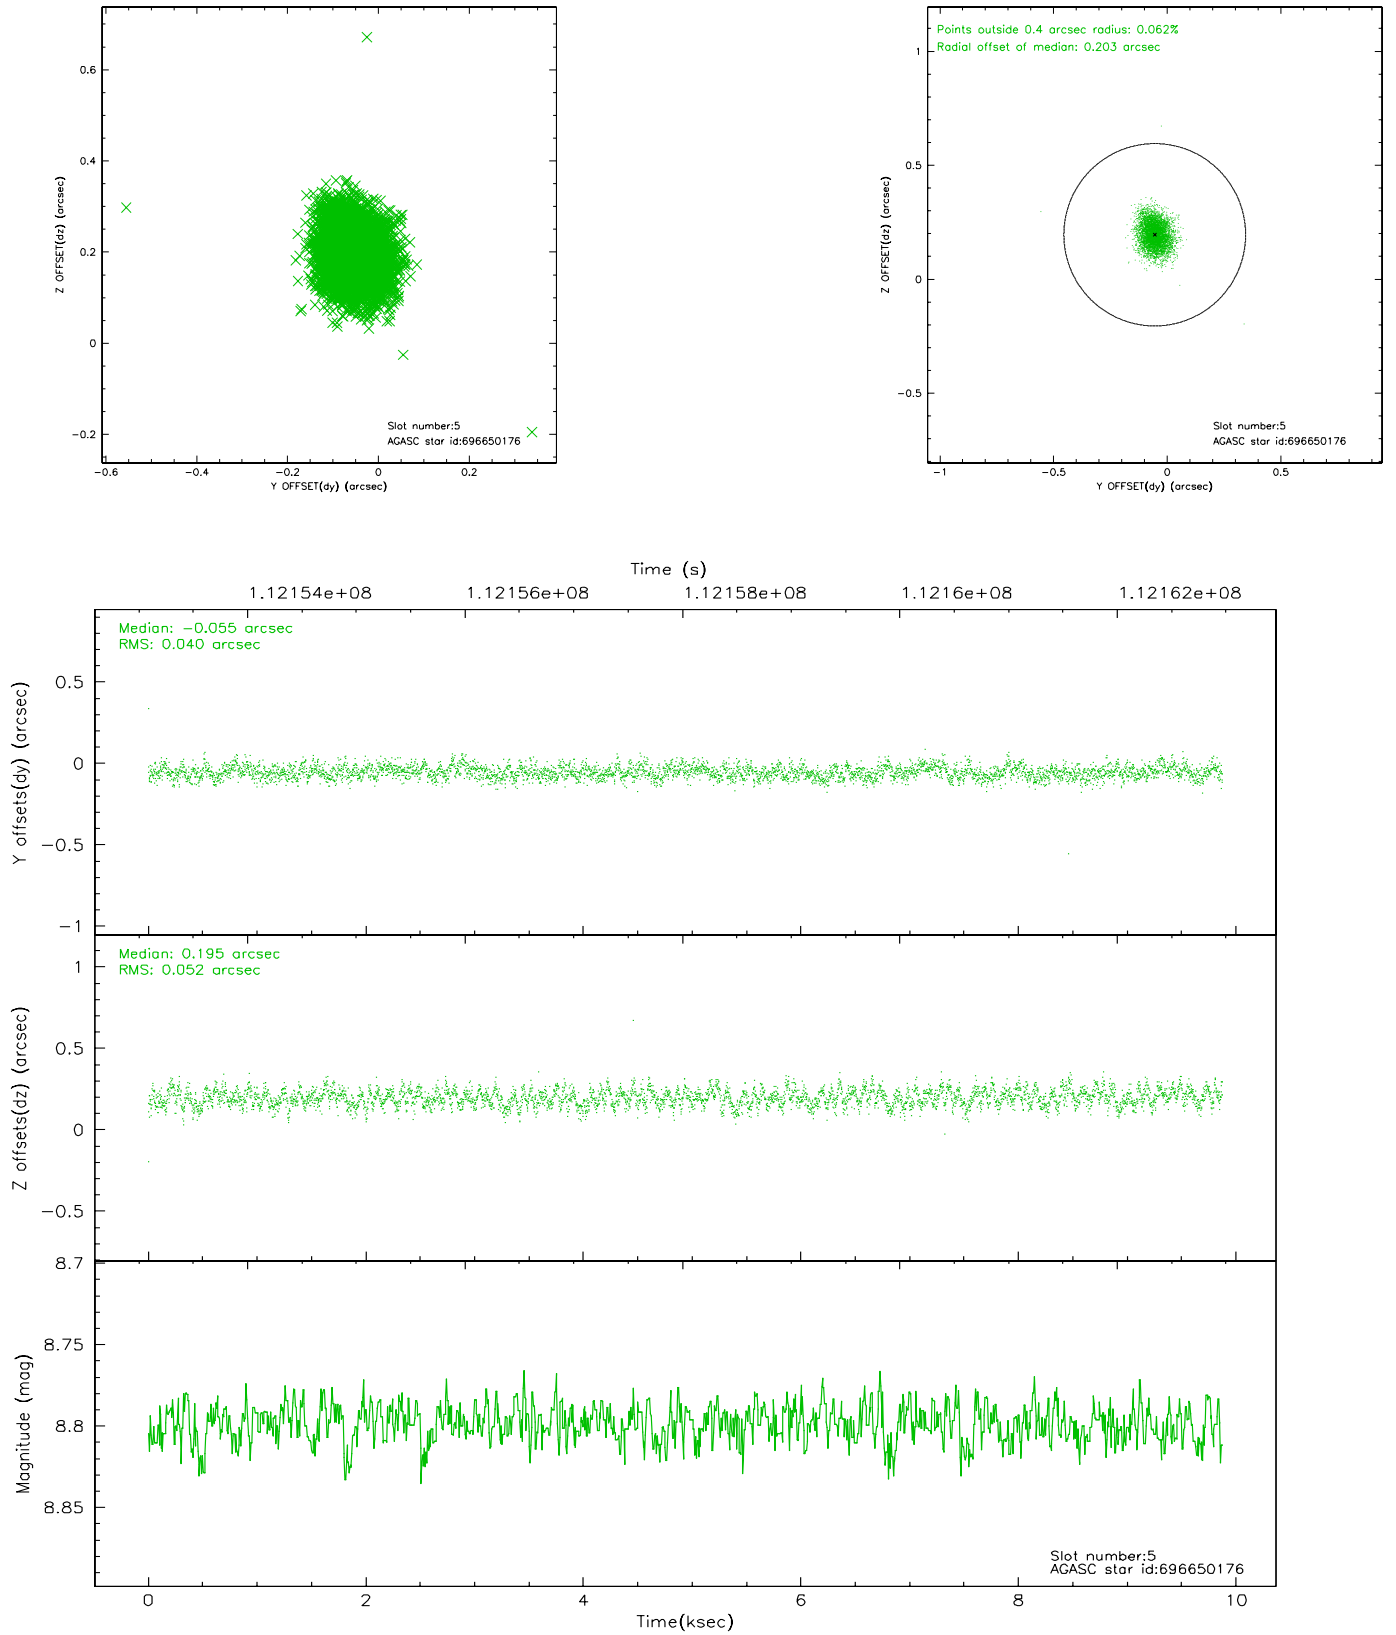 0.6
0.4
0.2
0
−0.2
Z OFFSET(dz) (arcsec)
Slot number:5
AGASC star id:696650176
−0.6
−0.4
−0.2
0
0.2
Y OFFSET(dy) (arcsec)
Points outside 0.4 arcsec radius: 0.062%
Radial offset of median: 0.203 arcsec
1
0.5
0
−0.5
Z OFFSET(dz) (arcsec)
Slot number:5
AGASC star id:696650176
−1
−0.5
0
0.5
Y OFFSET(dy) (arcsec)
Time (s)
1.12154e+08
1.12156e+08
1.12158e+08
1.1216e+08
1.12162e+08
Median: −0.055 arcsec
RMS: 0.040 arcsec
0.5
0
−0.5
−1
Y offsets(dy) (arcsec)
Median: 0.195 arcsec
RMS: 0.052 arcsec
1
0.5
0
−0.5
Z offsets(dz) (arcsec)
8.7
8.75
8.8
8.85
Magnitude (mag)
Slot number:5
AGASC star id:696650176
0
2
4
6
8
10
Time(ksec)